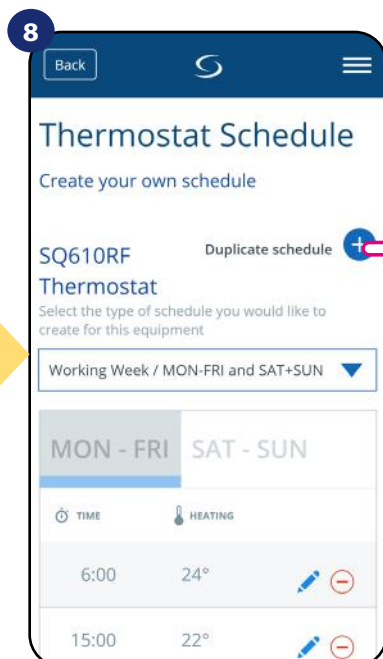 8
Back
Thermostat Schedule
Create your own schedule
Duplicate schedule +
SQ610RF
Thermostat
Select the type of schedule you would like to
create for this equipment
Working Week / MON-FRI and SAT+SUN
MON - FRI SAT - SUN
TIME HEATING
6:00 24°
15:00 22°